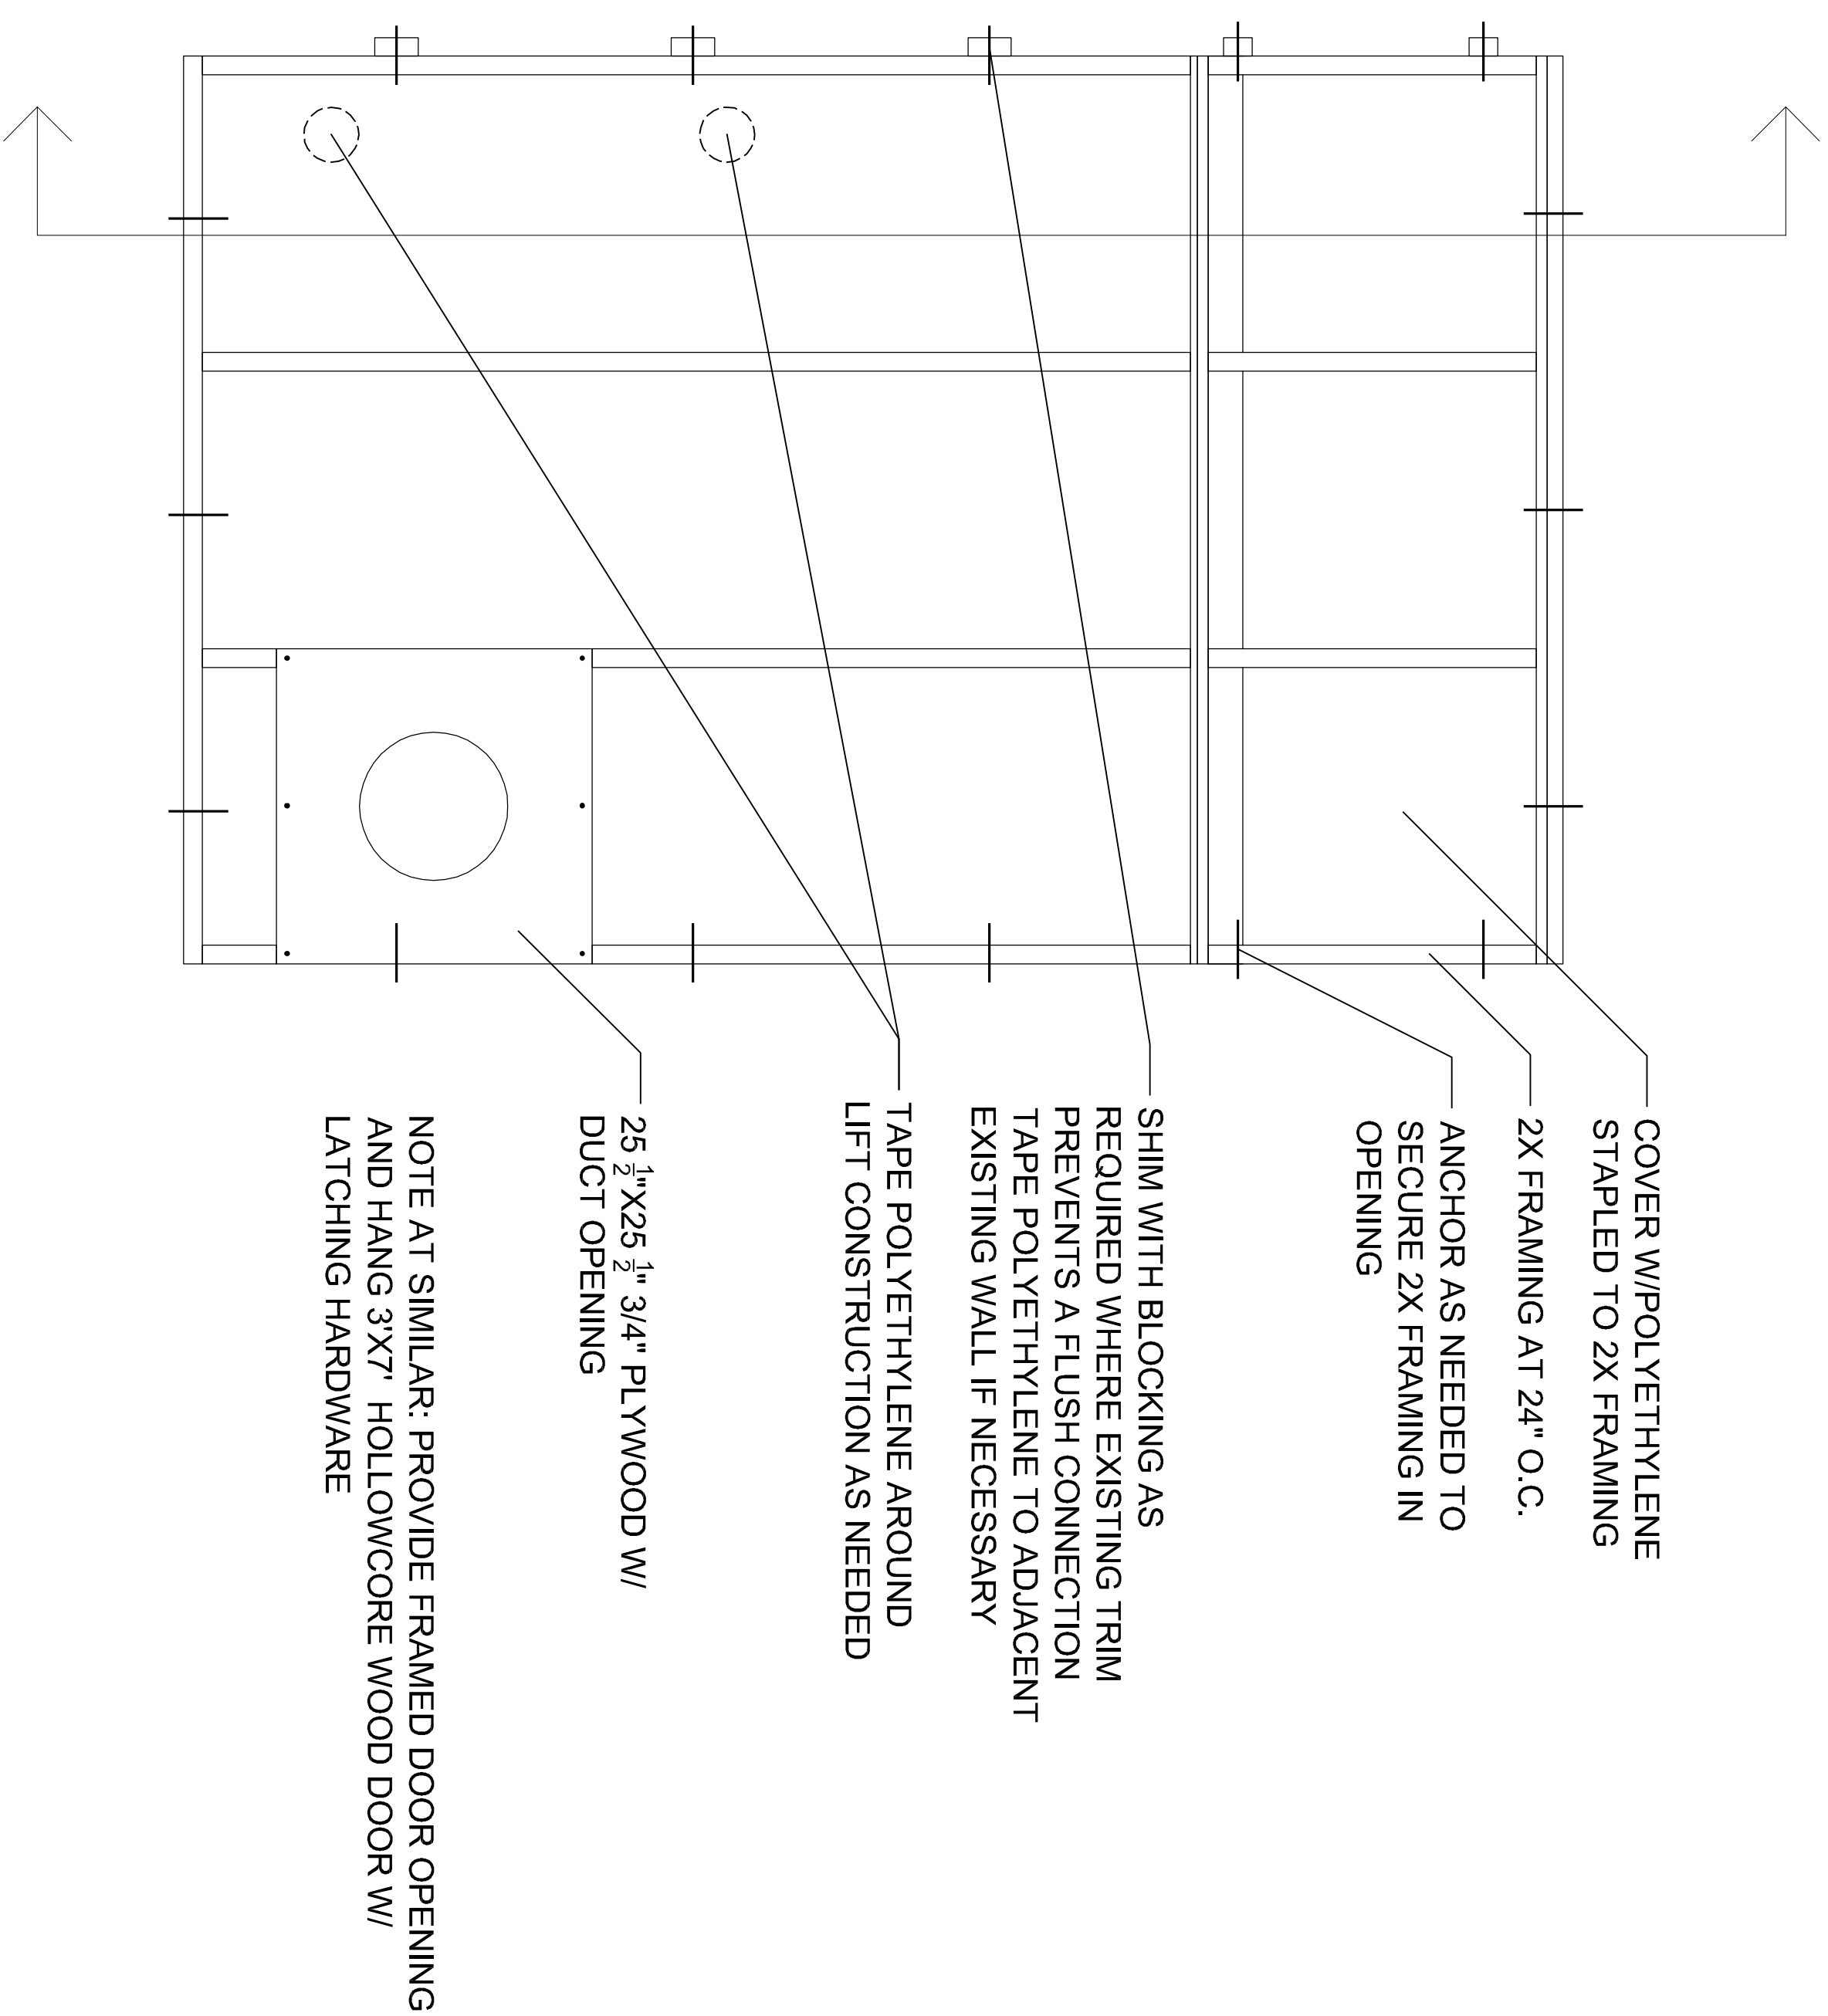 COVER W/POLYETHYLENE
STAPLED TO 2X FRAMING
2X FRAMING AT 24" O.C.
ANCHOR AS NEEDED TO
SECURE 2X FRAMING IN
OPENING
SHIM WITH BLOCKING AS
REQUIRED WHERE EXISTING TRIM
PREVENTS A FLUSH CONNECTION
TAPE POLYETHYLENE TO ADJACENT
EXISTING WALL IF NECESSARY
TAPE POLYETHYLENE AROUND
LIFT CONSTRUCTION AS NEEDED
25 1/2"X25 1/2" 3/4" PLYWOOD W/
DUCT OPENING
NOTE AT SIMILAR: PROVIDE FRAMED DOOR OPENING
AND HANG 3'X7' HOLLOWCORE WOOD DOOR W/
LATCHING HARDWARE